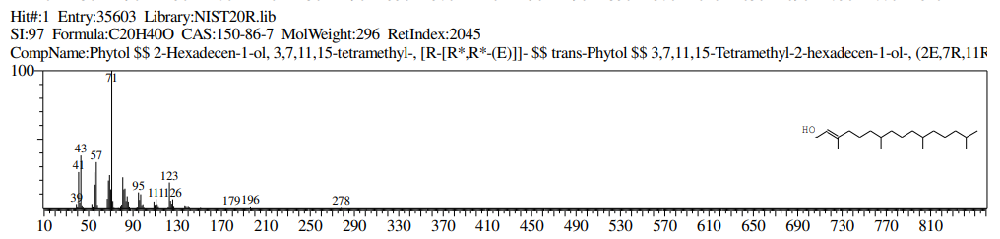 Hit#:1 Entry:35603 Library:NIST20R.lib
SI:97 Formula:C20H40O CAS:150-86-7 MolWeight:296 RetIndex:2045
CompName:Phytol $$ 2-Hexadecen-1-ol, 3,7,11,15-tetramethyl-, [R-[R*,R*-(E)]]- $$ trans-Phytol $$ 3,7,11,15-Tetramethyl-2-hexadecen-1-ol-, (2E,7R,11R
100
71
HO
43
57
41
123
95
111 126
39
179 196
278
10 50 90 130 170 210 250 290 330 370 410 450 490 530 570 610 650 690 730 770 810